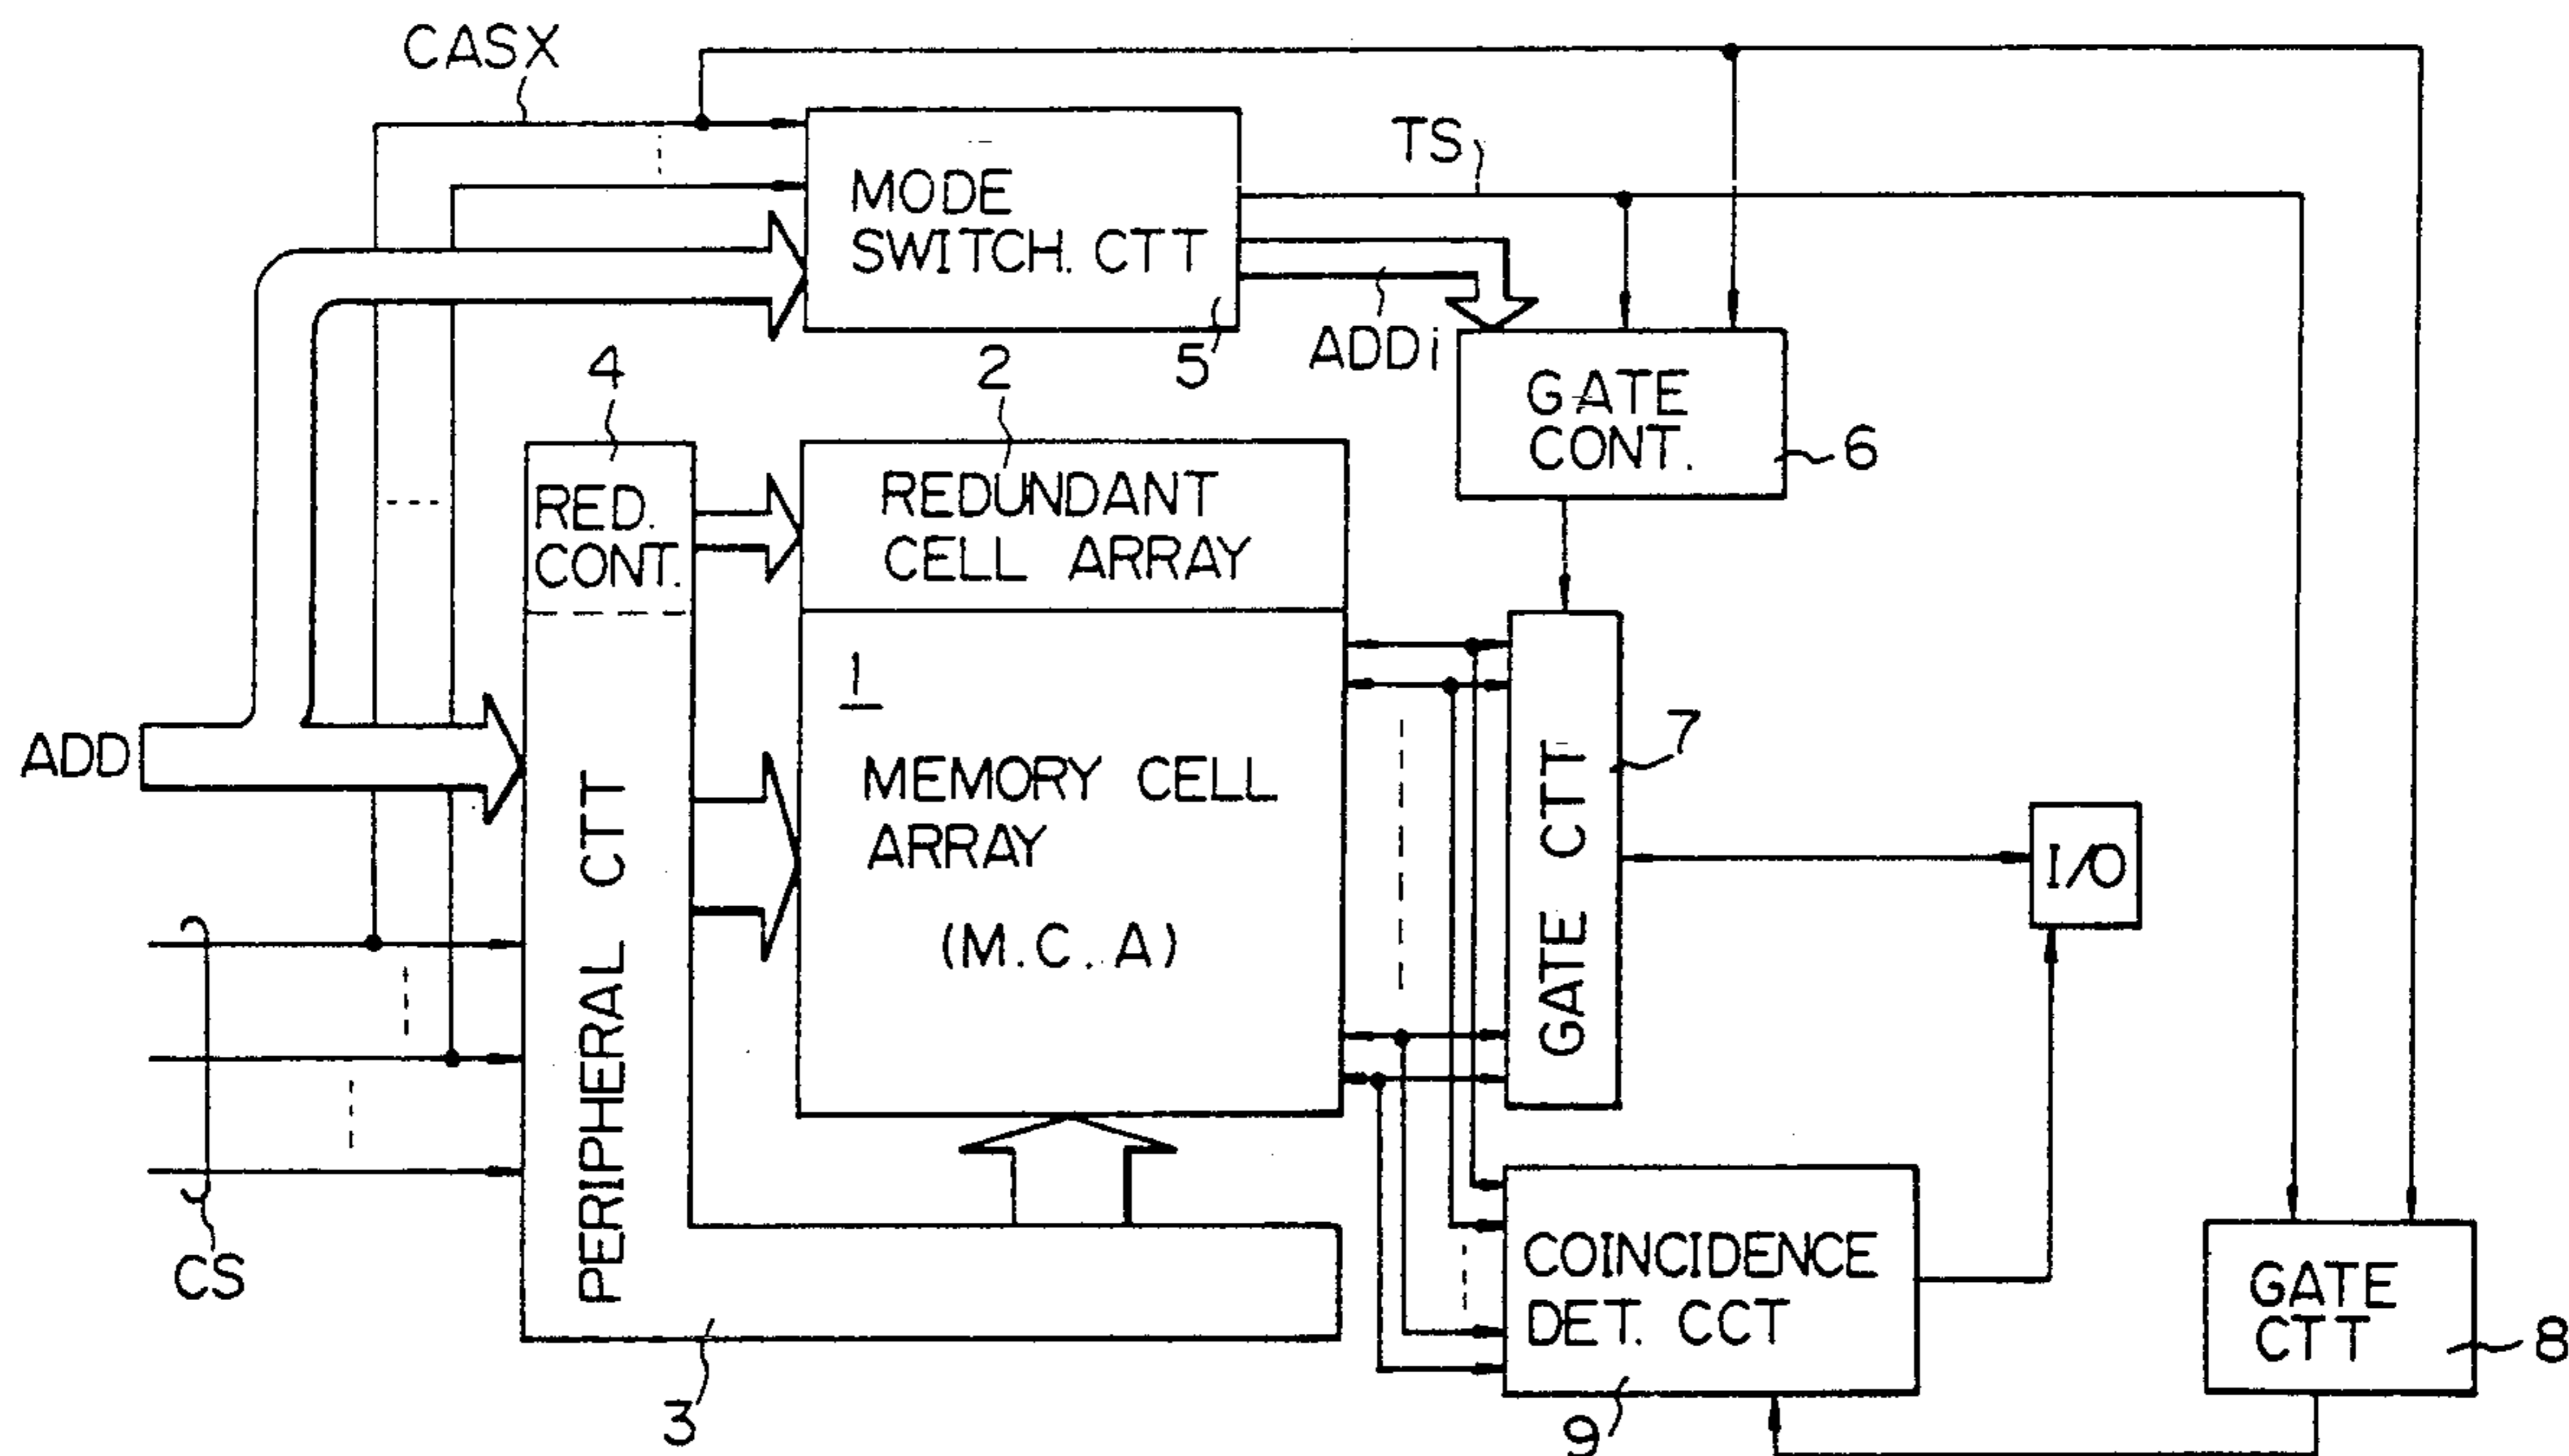 CASX
TS
MODE
SWITCH. CTT
5
ADDi
4
2
GATE
CONT.
6
RED.
CONT.
REDUNDANT
CELL ARRAY
1
ADD
MEMORY CELL
ARRAY
(M.C.A)
7
GATE CTT
I/O
PERIPHERAL CTT
CS
COINCIDENCE
DET. CCT
GATE
CTT
8
3
9